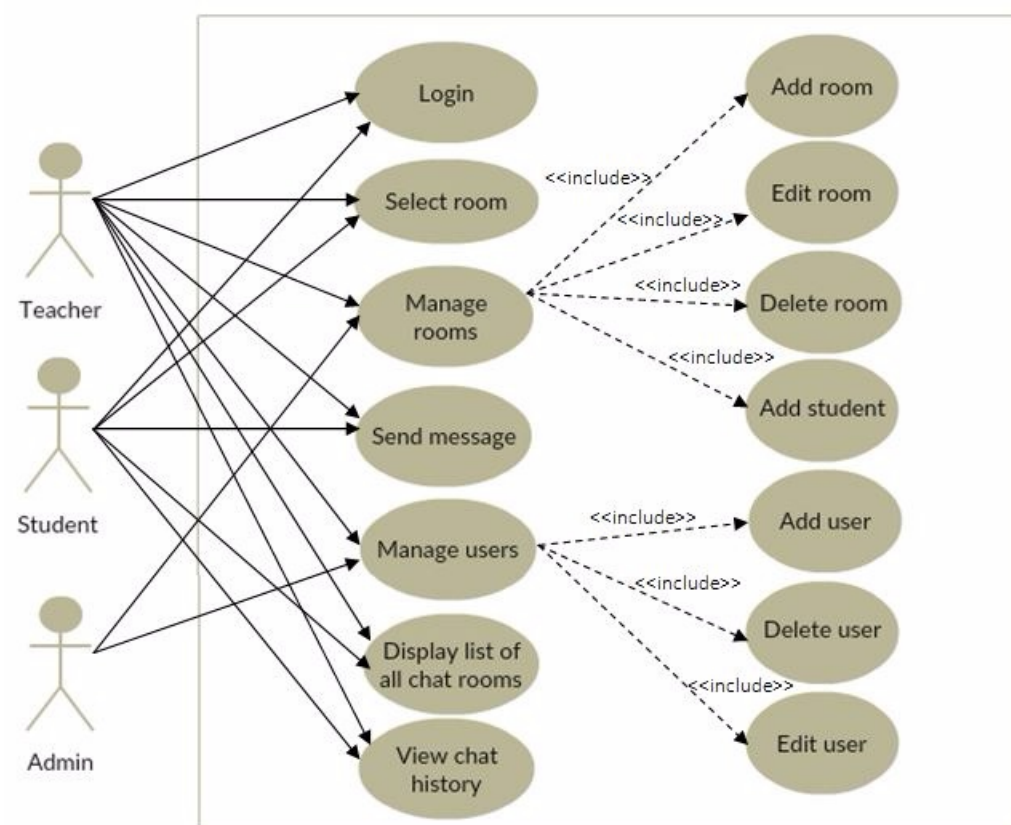 Login
Add room
<<include>>
Select room
Edit room
<<include>>
Teacher
Manage
rooms
<<include>>
Delete room
<<include>>
Add student
Send message
Student
<<include>>
Add user
Manage users
<<include>>
Delete user
Display list of
all chat rooms
<<include>>
Edit user
Admin
View chat
history